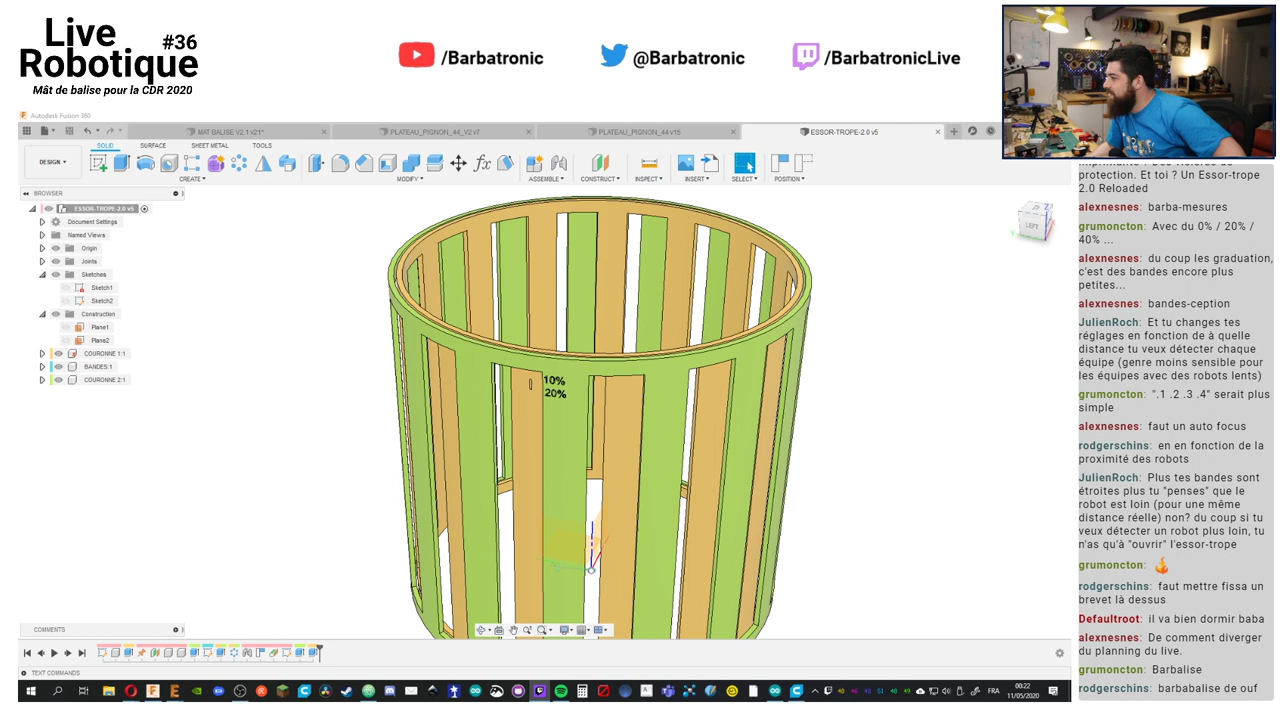 Live
#36
Robotique
Mât de balise pour la CDR 2020
/Barbatronic
@Barbatronic
/BarbatronicLive
Autodesk Fusion 360
MAT BALISE V2.1 v21*
PLATEAU_PIGNON_44_V2 v7
PLATEAU_PIGNON_44 v15
ESSOR-TROPE-2.0 v5
SOLID
SURFACE
SHEET METAL
TOOLS
DESIGN
CREATE
MODIFY
ASSEMBLE
CONSTRUCT
INSPECT
INSERT
SELECT
POSITION
BROWSER
ESSOR-TROPE-2.0 v5
Document Settings
Named Views
Origin
Joints
Sketches
Sketch1
Sketch2
Construction
Plane1
Plane2
COURONNE 1:1
BANDES:1
COURONNE 2:1
10%
20%
LEFT
COMMENTS
TEXT COMMANDS
protection. Et toi ? Un Essor-trope
2.0 Reloaded
alexnesnes: barba-mesures
grumoncton: Avec du 0% / 20% /
40% ...
alexnesnes: du coup les graduation,
c'est des bandes encore plus
petites...
alexnesnes: bandes-ception
JulienRoch: Et tu changes tes
réglages en fonction de à quelle
distance tu veux détecter chaque
équipe (genre moins sensible pour
les équipes avec des robots lents)
grumoncton: ".1 .2 .3 .4" serait plus
simple
alexnesnes: faut un auto focus
rodgerschins: en en fonction de la
proximité des robots
JulienRoch: Plus tes bandes sont
étroites plus tu "penses" que le
robot est loin (pour une même
distance réelle) non? du coup si tu
veux détecter un robot plus loin, tu
n'as qu'à "ouvrir" l'essor-trope
grumoncton:
rodgerschins: faut mettre fissa un
brevet là dessus
Defaultroot: il va bien dormir baba
alexnesnes: De comment diverger
du planning du live.
grumoncton: Barbalise
rodgerschins: barbabalise de ouf
FRA
00:22
11/05/2020